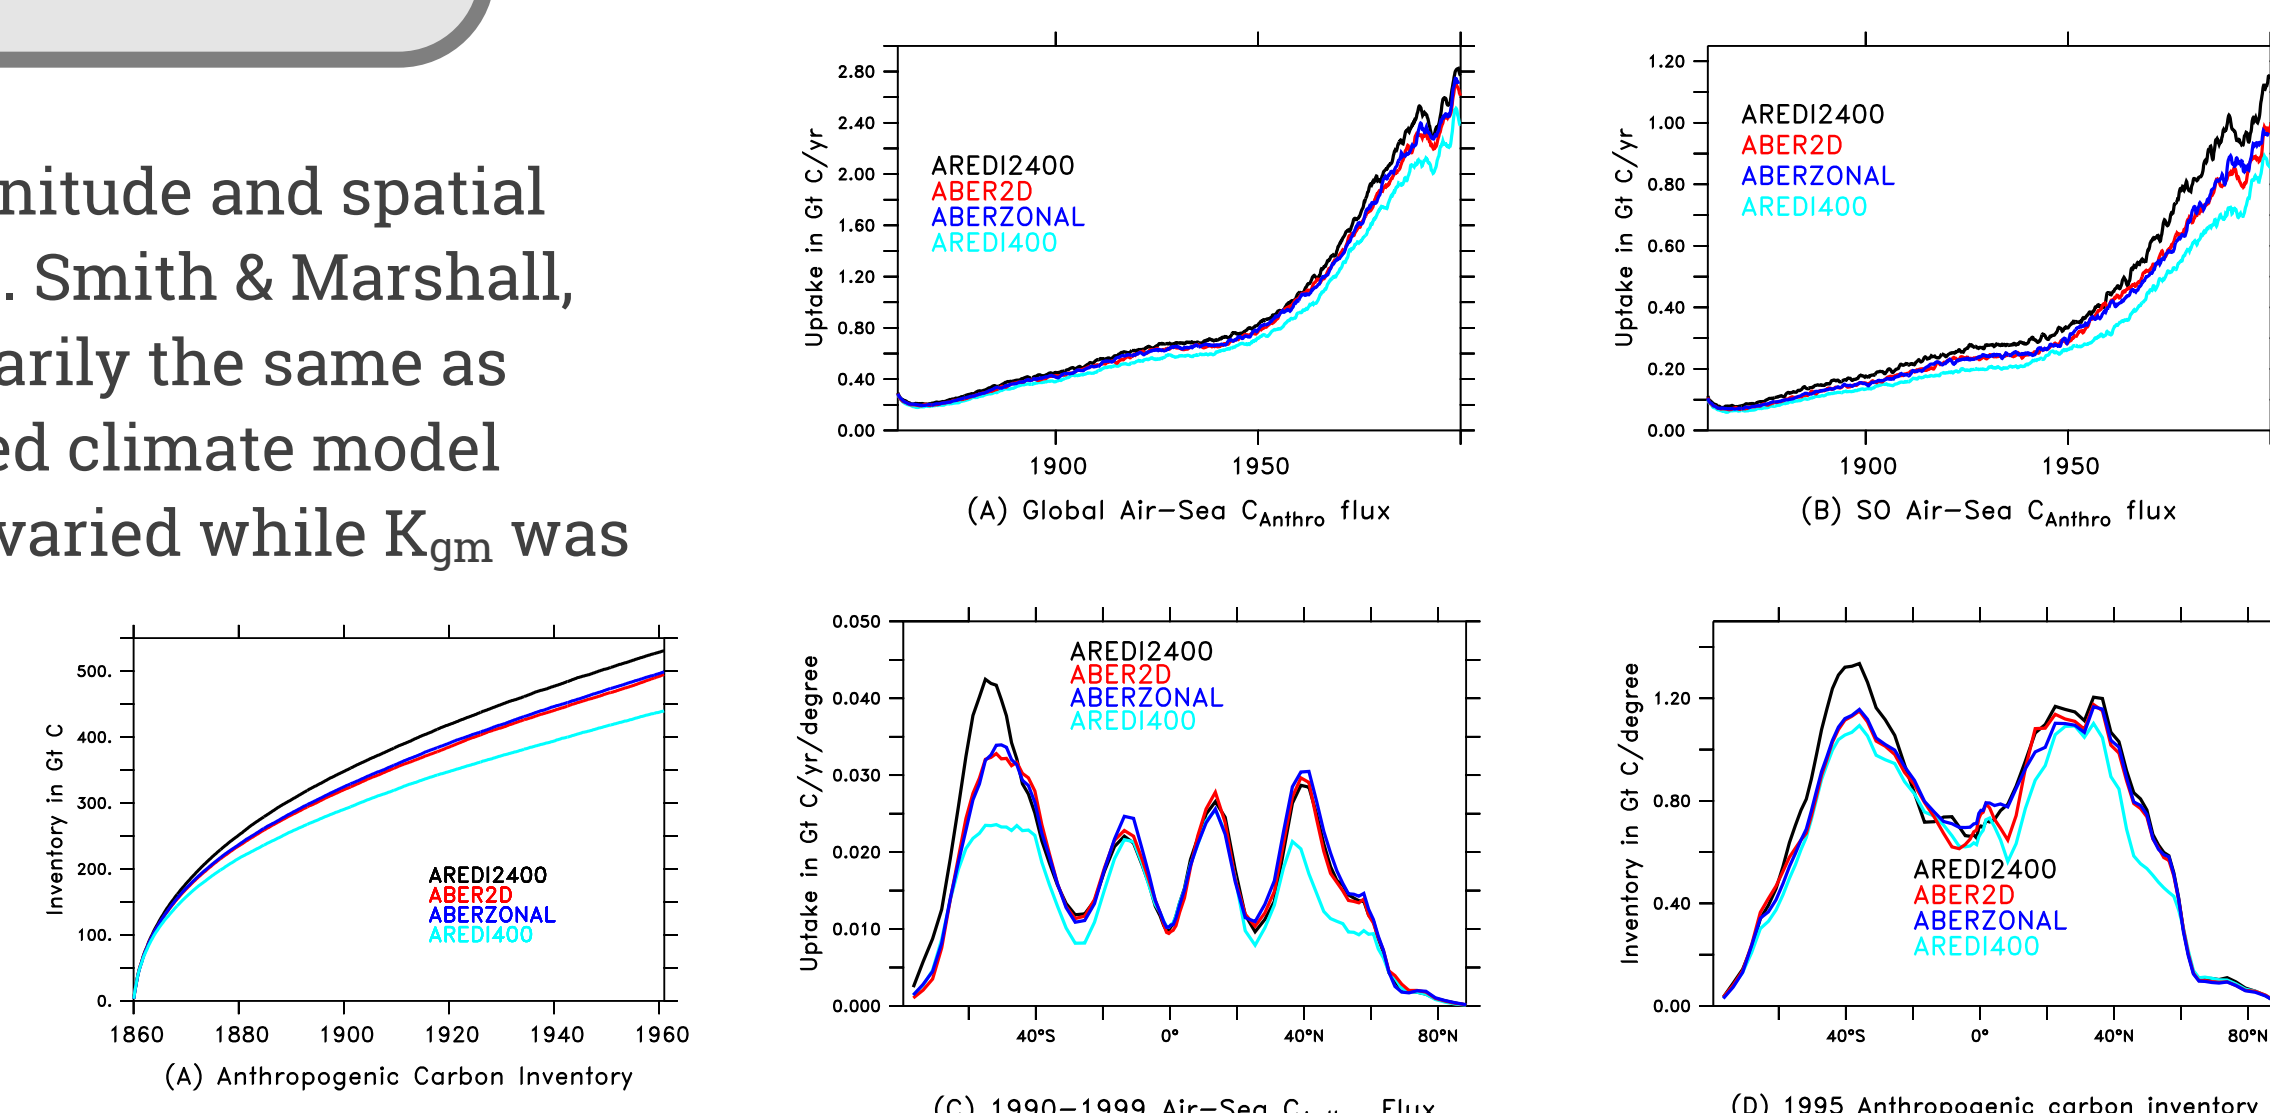 nitude and spatial
. Smith & Marshall,
arily the same as
ed climate model
varied while Kgm was
500.
400.
300.
200.
100.
0.
Inventory in Gt C
AREDI2400
ABER2D
ABERZONAL
AREDI400
1860 1880 1900 1920 1940 1960
(A) Anthropogenic Carbon Inventory
2.80
2.40
2.00
1.60
1.20
0.80
0.40
0.00
Uptake in Gt C/yr
AREDI2400
ABER2D
ABERZONAL
AREDI400
1900 1950
(A) Global Air-Sea CAnthro flux
1.20
1.00
0.80
0.60
0.40
0.20
0.00
Uptake in Gt C/yr
AREDI2400
ABER2D
ABERZONAL
AREDI400
1900 1950
(B) SO Air-Sea CAnthro flux
0.050
0.040
0.030
0.020
0.010
0.000
Uptake in Gt C/yr/degree
AREDI2400
ABER2D
ABERZONAL
AREDI400
40°S 0° 40°N 80°N
(C) 1990-1999 Air-Sea Flux
1.20
0.80
0.40
0.00
Inventory in Gt C/degree
AREDI2400
ABER2D
ABERZONAL
AREDI400
40°S 0° 40°N 80°N
(D) 1995 Anthropogenic carbon inventory